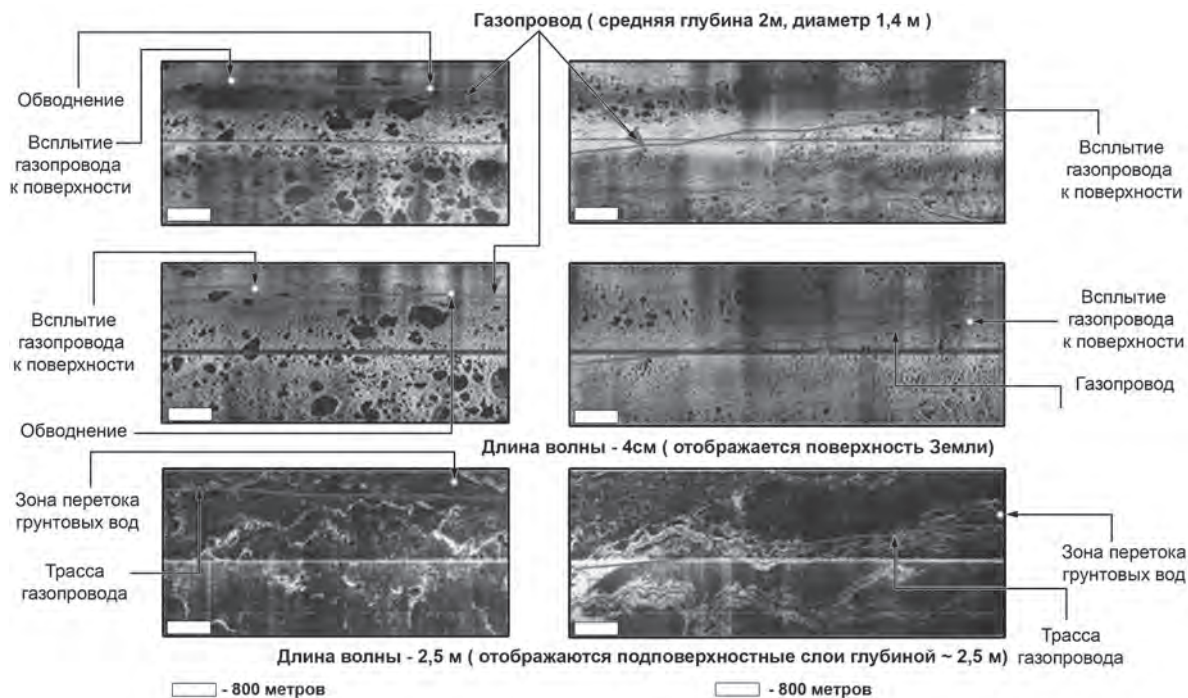 Газопровод ( средняя глубина 2м, диаметр 1,4 м )
Обводнение
Всплытие
газопровода
к поверхности
Всплытие
газопровода
к поверхности
Всплытие
газопровода
к поверхности
Обводнение
Всплытие
газопровода
к поверхности
Газопровод
Длина волны - 4см ( отображается поверхность Земли)
Зона перетока
грунтовых вод
Трасса
газопровода
Зона перетока
грунтовых вод
Трасса
газопровода
Длина волны - 2,5 м ( отображаются подповерхностные слои глубиной ~ 2,5 м)
- 800 метров
- 800 метров